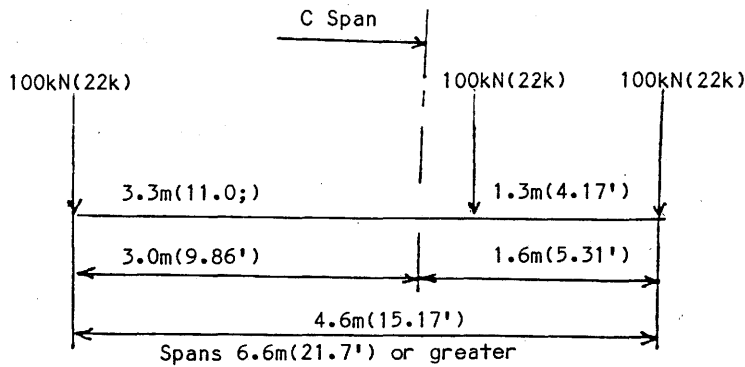 C Span
100kN(22k) 100kN(22k) 100kN(22k)
3.3m(11.0;) 1.3m(4.17')
3.0m(9.86') 1.6m(5.31')
4.6m(15.17')
Spans 6.6m(21.7') or greater